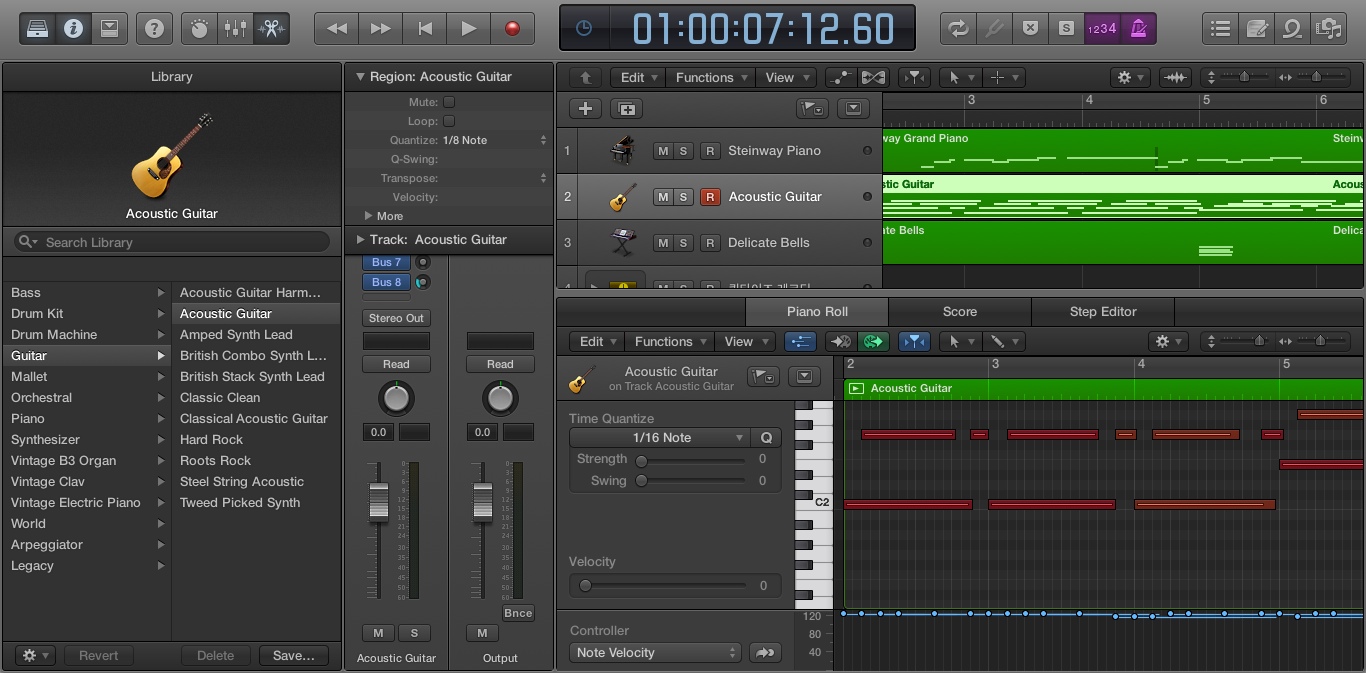 01:00:07:12.60
S
1234
Library
Acoustic Guitar
Search Library
Bass
Drum Kit
Drum Machine
Guitar
Mallet
Orchestral
Piano
Synthesizer
Vintage B3 Organ
Vintage Clav
Vintage Electric Piano
World
Arpeggiator
Legacy
Acoustic Guitar Harm...
Acoustic Guitar
Amped Synth Lead
British Combo Synth L...
British Stack Synth Lead
Classic Clean
Classical Acoustic Guitar
Hard Rock
Roots Rock
Steel String Acoustic
Tweed Picked Synth
Revert
Delete
Save...
Region: Acoustic Guitar
Mute:
Loop:
Quantize: 1/8 Note
Q-Swing:
Transpose:
Velocity:
More
Track: Acoustic Guitar
Bus 7
Bus 8
Stereo Out
Read
Read
0.0
0.0
Bnce
M S
M
Acoustic Guitar
Output
Edit Functions View
3 4 5 6
1 M S R Steinway Piano
2 M S R Acoustic Guitar
3 M S R Delicate Bells
way Grand Piano Steinw
stic Guitar Acous
ate Bells Delica
Piano Roll Score Step Editor
Edit Functions View
Acoustic Guitar
on Track Acoustic Guitar
2 3 4 5
Acoustic Guitar
Time Quantize
1/16 Note Q
Strength 0
Swing 0
C2
Velocity
0
Controller
Note Velocity
120
80
40